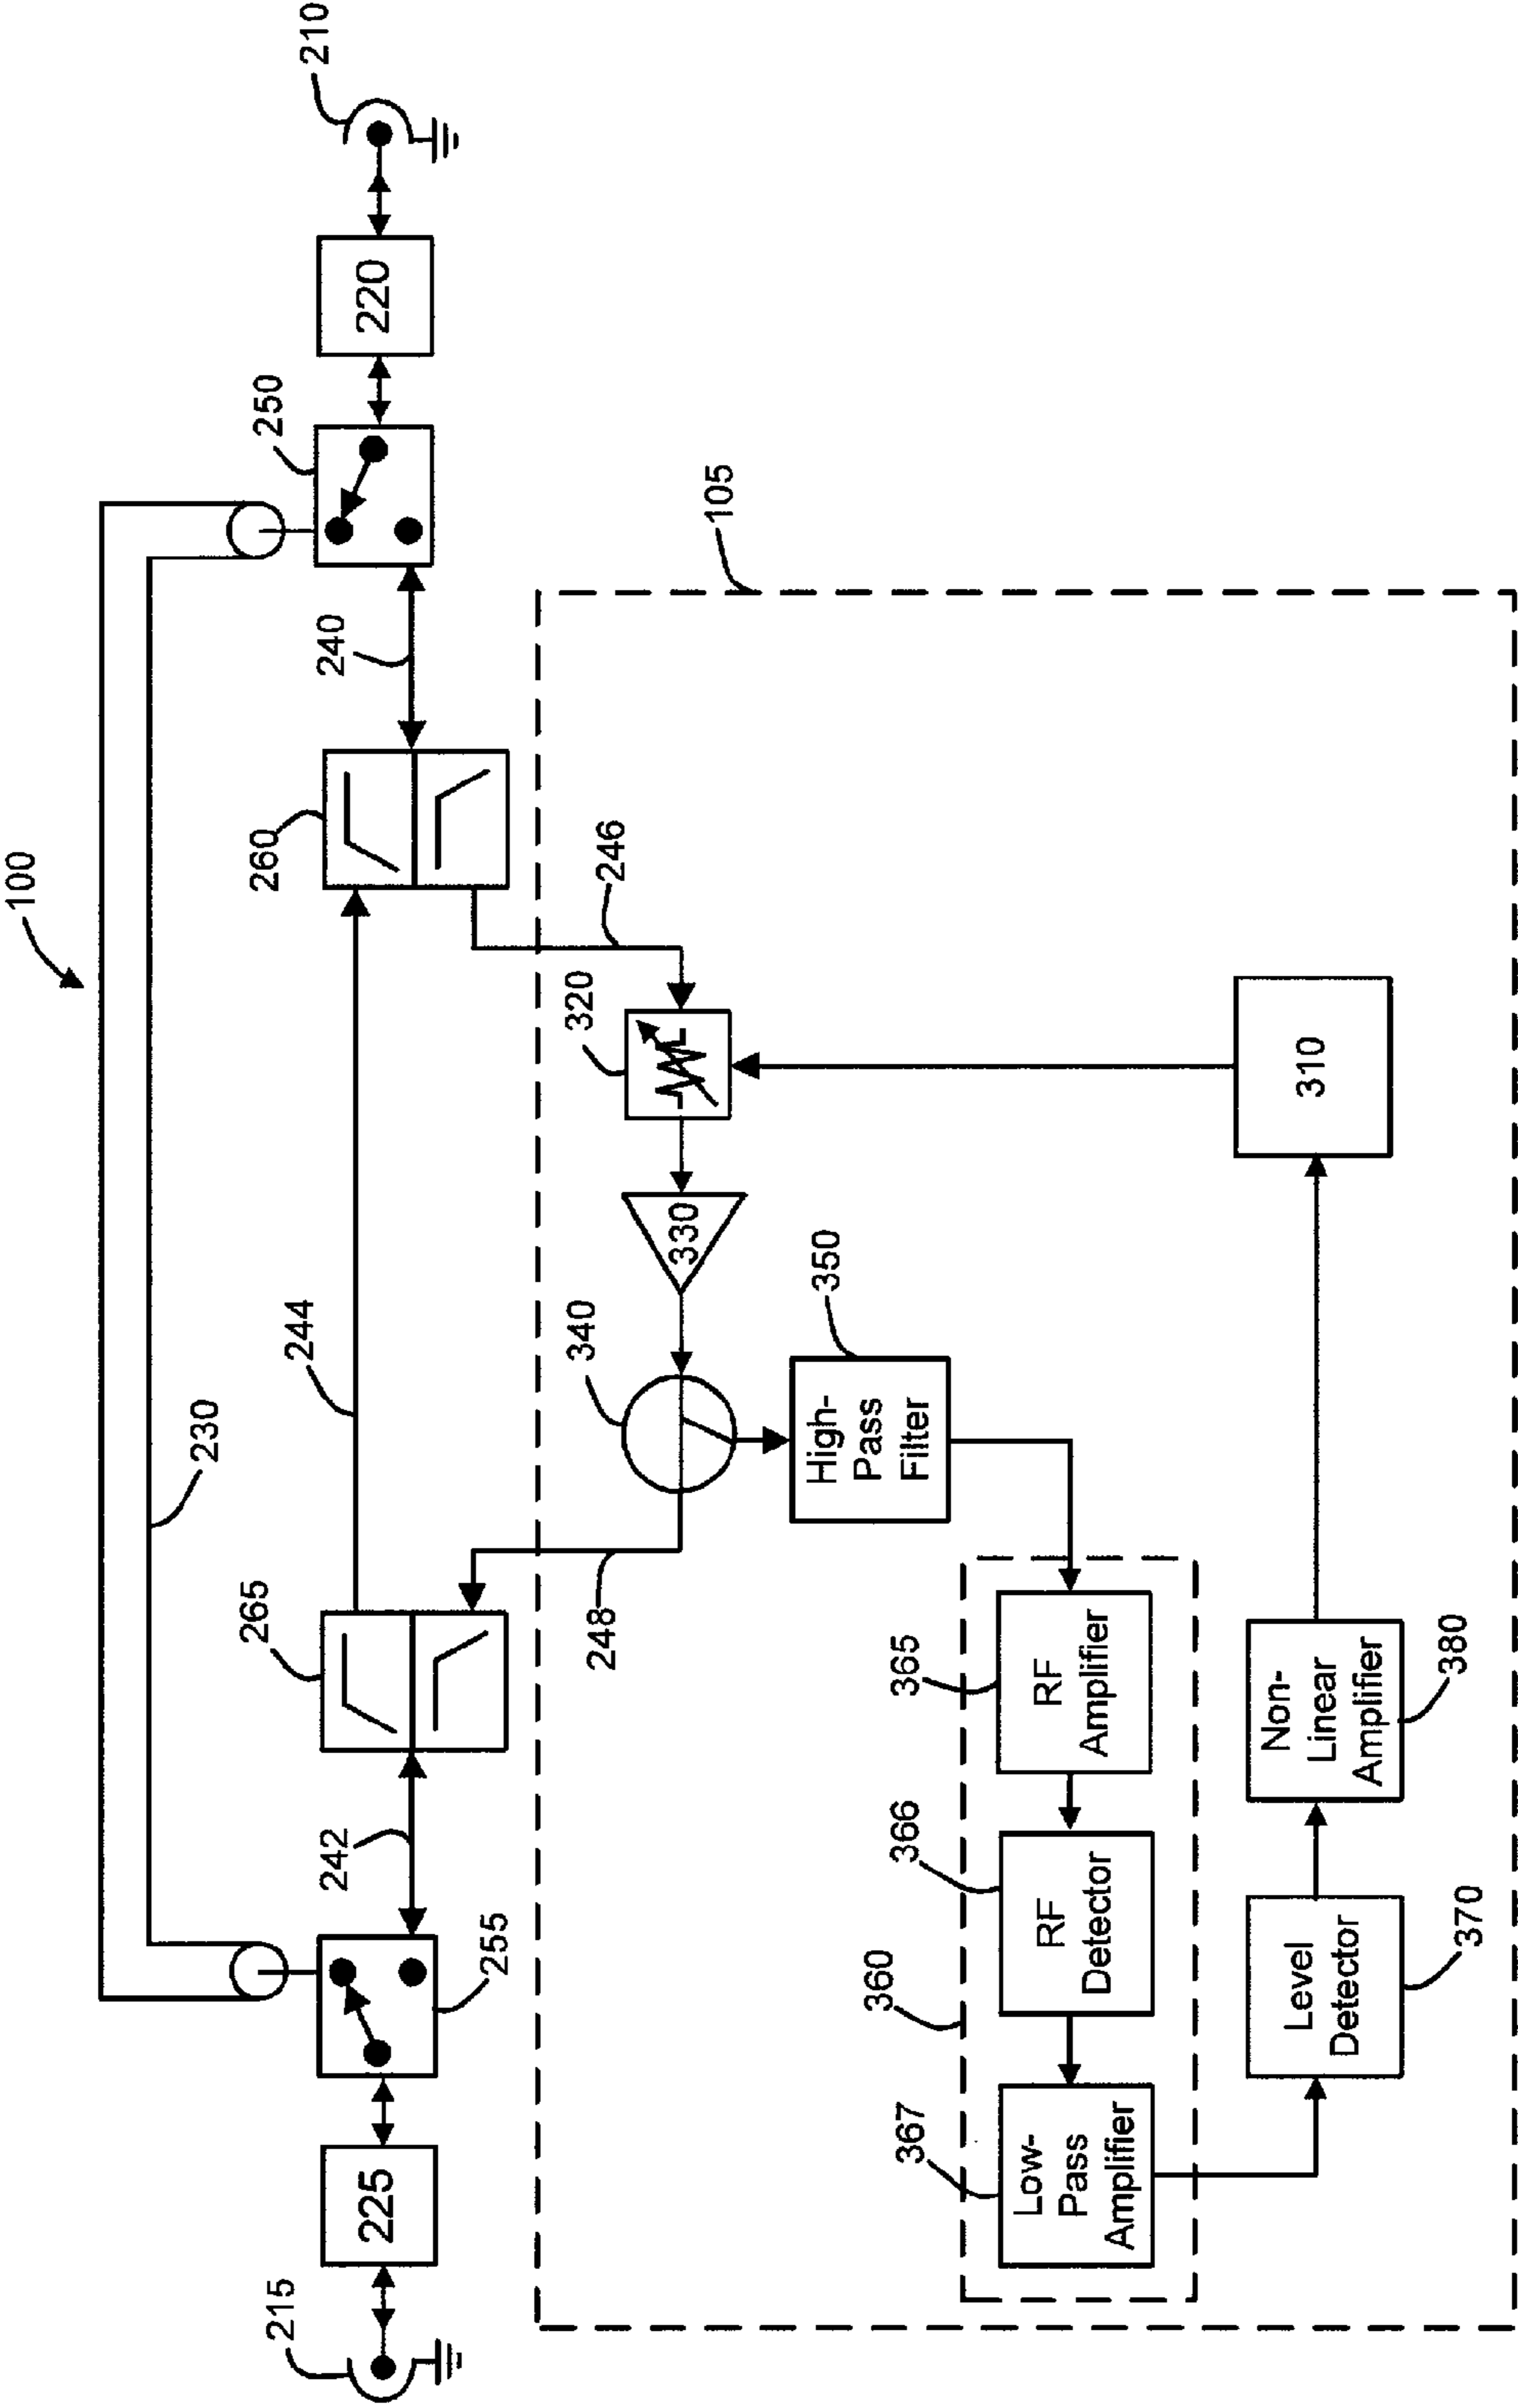 100
230
215
225
255
242
265
244
260
240
250
220
210
248
340
330
320
246
105
High-
Pass
Filter
350
360
367
Low-
Pass
Amplifier
366
RF
Detector
365
RF
Amplifier
Level
Detector
370
Non-
Linear
Amplifier
380
310